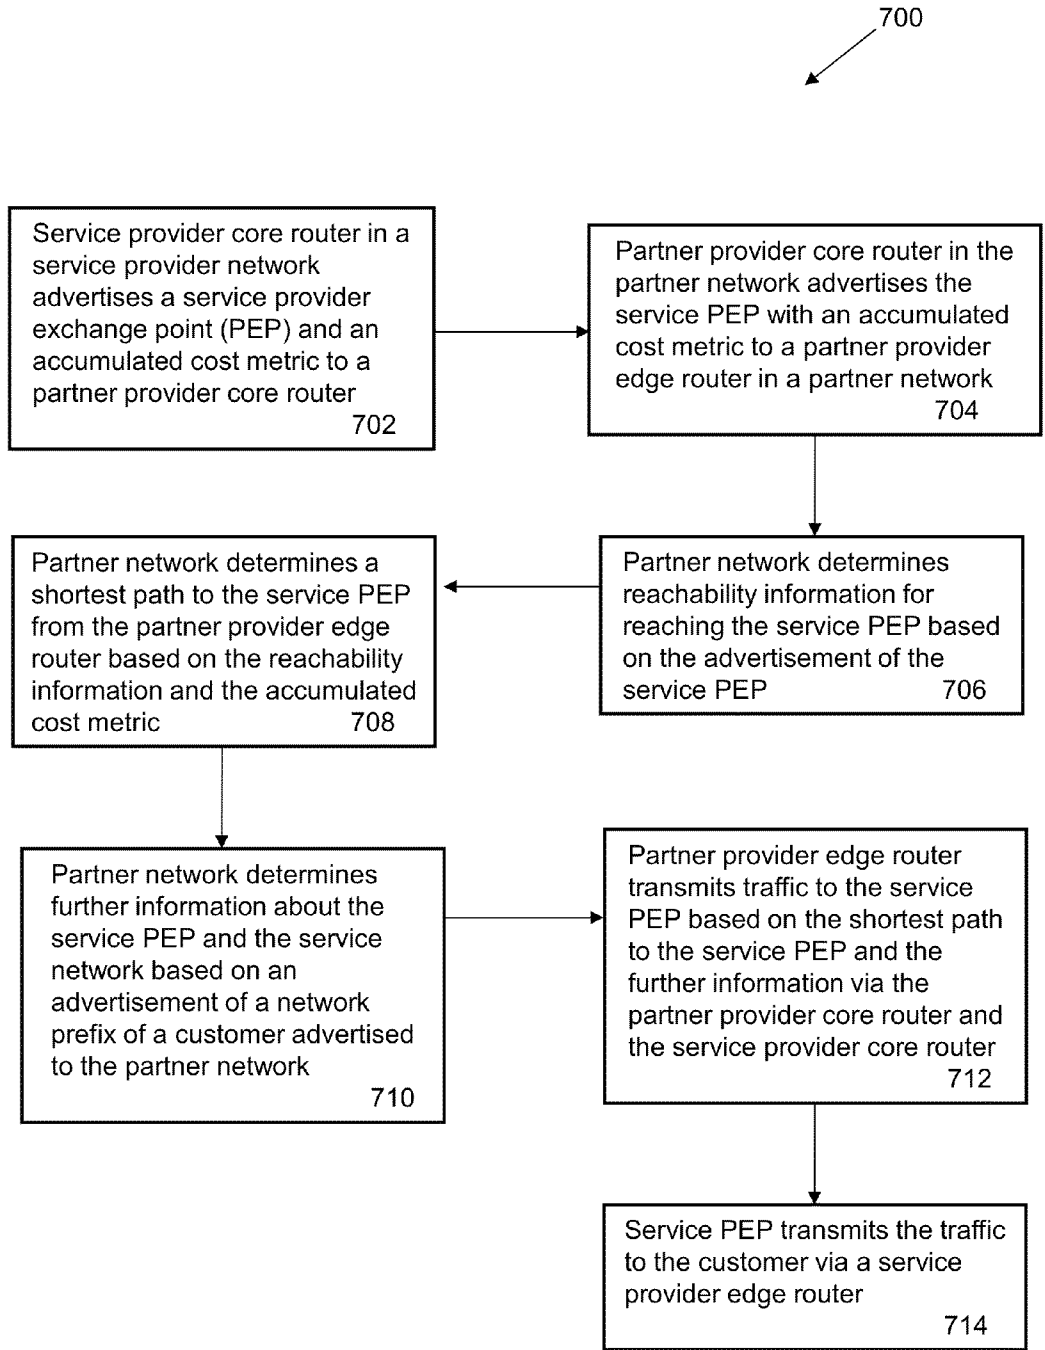 700
Service provider core router in a
service provider network
advertises a service provider
exchange point (PEP) and an
accumulated cost metric to a
partner provider core router
702
Partner provider core router in the
partner network advertises the
service PEP with an accumulated
cost metric to a partner provider
edge router in a partner network
704
Partner network determines
reachability information for
reaching the service PEP based
on the advertisement of the
service PEP 706
Partner network determines a
shortest path to the service PEP
from the partner provider edge
router based on the reachability
information and the accumulated
cost metric 708
Partner network determines
further information about the
service PEP and the service
network based on an
advertisement of a network
prefix of a customer advertised
to the partner network
710
Partner provider edge router
transmits traffic to the service
PEP based on the shortest path
to the service PEP and the
further information via the
partner provider core router and
the service provider core router
712
Service PEP transmits the traffic
to the customer via a service
provider edge router
714